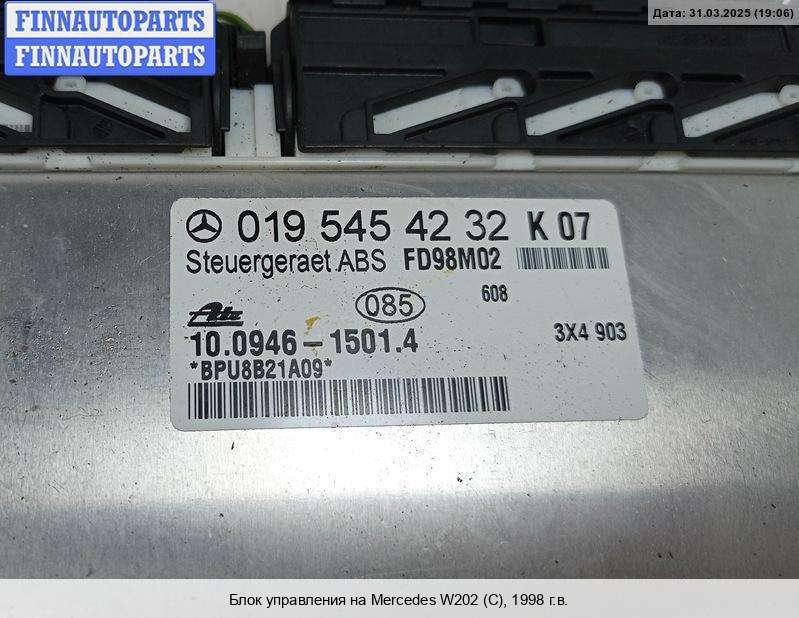 FINNAUTOPARTS
FINNAUTOPARTS
Дата: 31.03.2025 (19:06)
019 545 42 32 K 07
Steuergeraet ABS FD98M02
Ate 085 608
10.0946-1501.4 3X4 903
*BPU8B21A09*
Блок управления на Mercedes W202 (C), 1998 г.в.